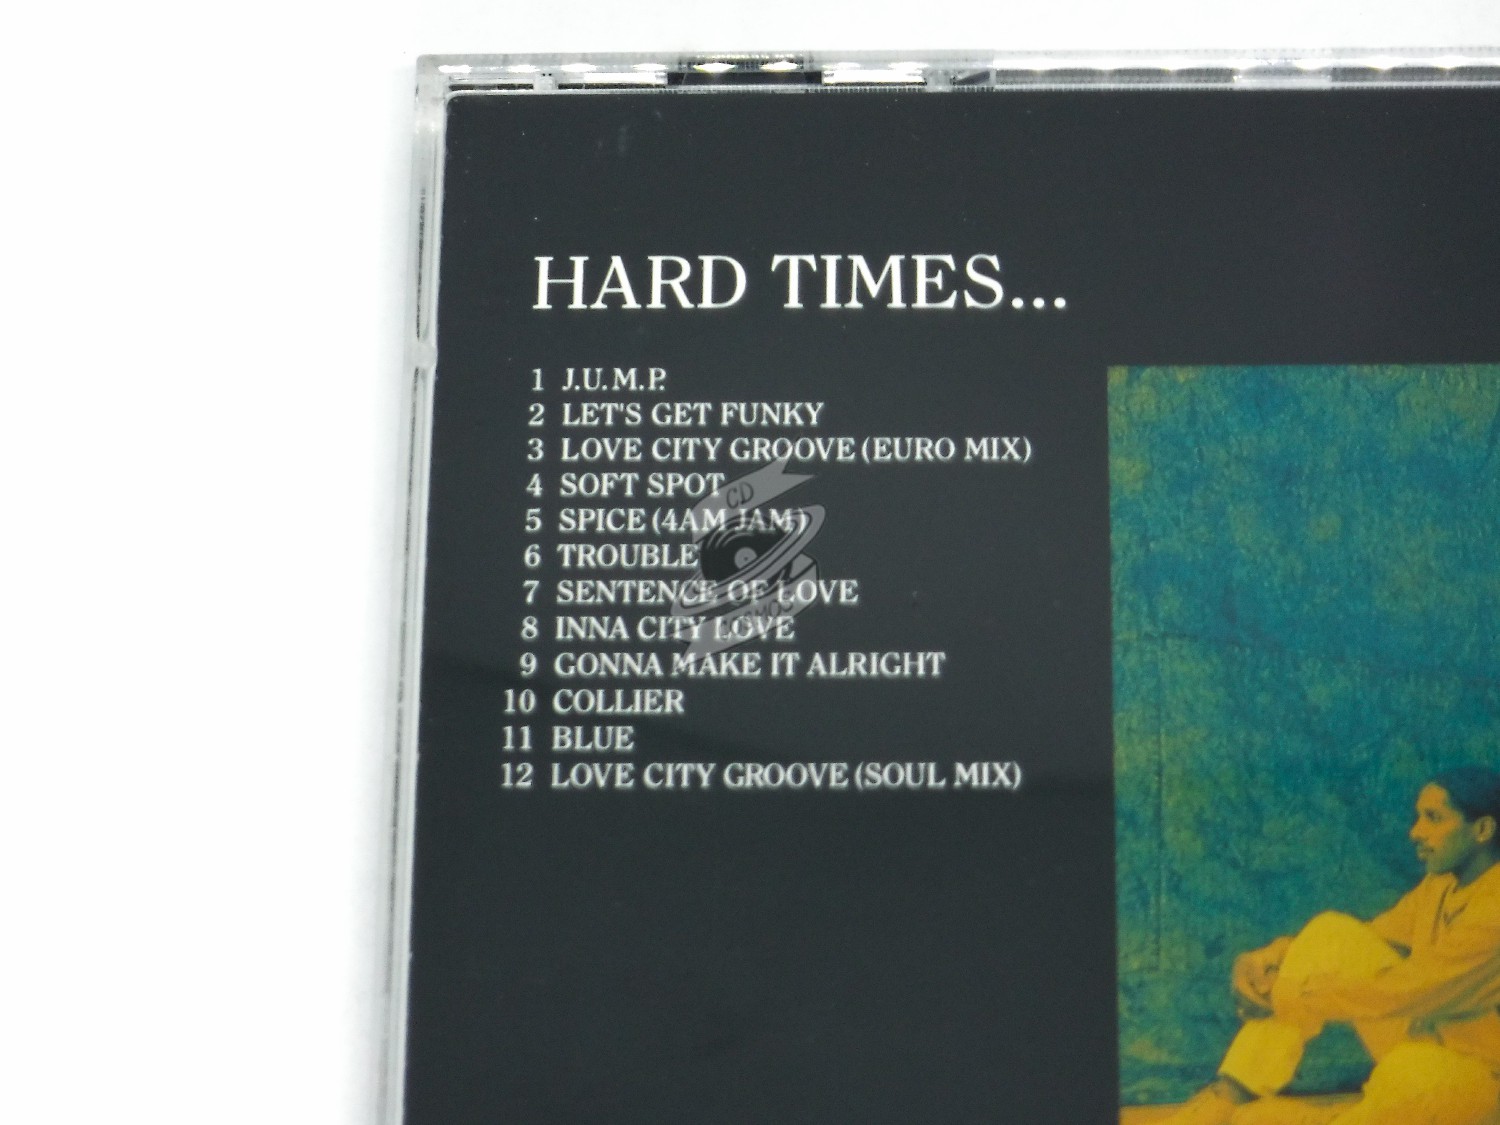 HARD TIMES...
1 J.U.M.P.
2 LET'S GET FUNKY
3 LOVE CITY GROOVE (EURO MIX)
4 SOFT SPOT
5 SPICE (4AM JAM)
6 TROUBLE
7 SENTENCE OF LOVE
8 INNA CITY LOVE
9 GONNA MAKE IT ALRIGHT
10 COLLIER
11 BLUE
12 LOVE CITY GROOVE (SOUL MIX)
CD
COSMOS